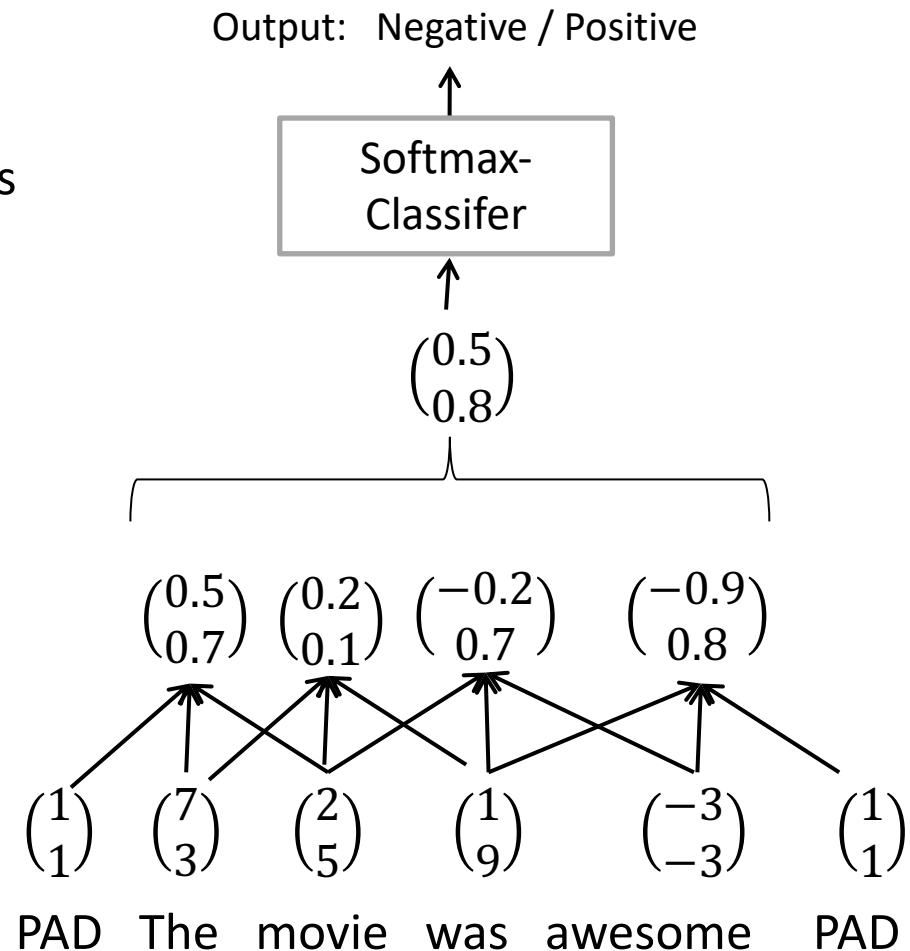 Output: Negative / Positive
s
Softmax-
Classifer
0.5
0.8
0.5 0.2 −0.2 −0.9
0.7 0.1 0.7 0.8
1 7 2 1 −3 1
1 3 5 9 −3 1
PAD The movie was awesome PAD